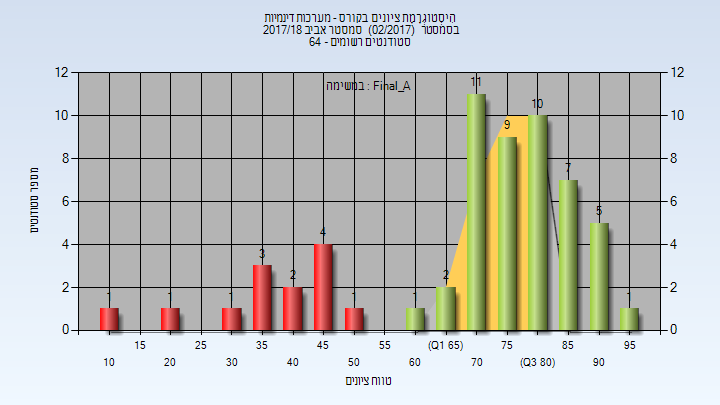 היסטוגרמת ציונים בקורס - מערכות דינמיות
בסמסטר (02/2017) סמסטר אביב 2017/18
סטודנטים רשומים - 64
במשימה : Final_A
12 12
10 10
8 8
6 6
4 4
2 2
0 0
1 1 1 3 2 4 1 1 2 11 9 10 7 5 1
מספר סטודנטים
15 25 35 45 55 (Q1 65) 75 85 95
10 20 30 40 50 60 70 (Q3 80) 90
טווח ציונים